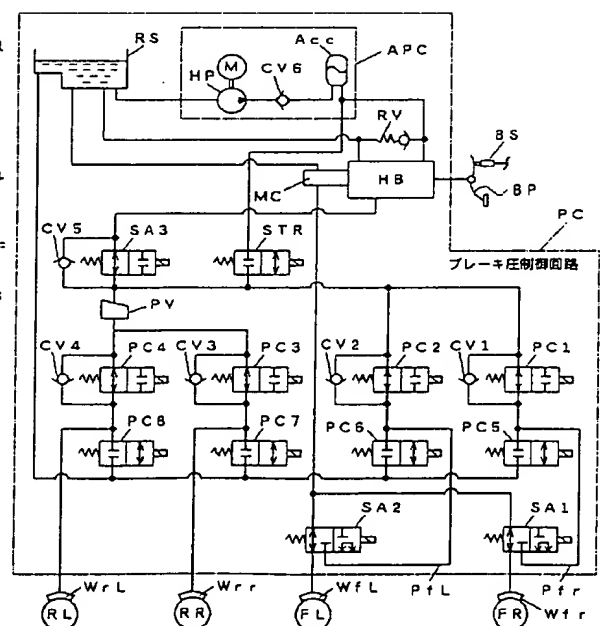 RS
Acc
APC
HP
M
CV6
RV
BS
MC
HB
BP
PC
CV5
SA3
STR
ブレーキ圧制御回路
PV
CV4
PC4
CV3
PC3
CV2
PC2
CV1
PC1
PC8
PC7
PC6
PC5
SA2
SA1
WrL
Wrr
WfL
PfL
Pfr
RL
RR
FL
FR
Wfr